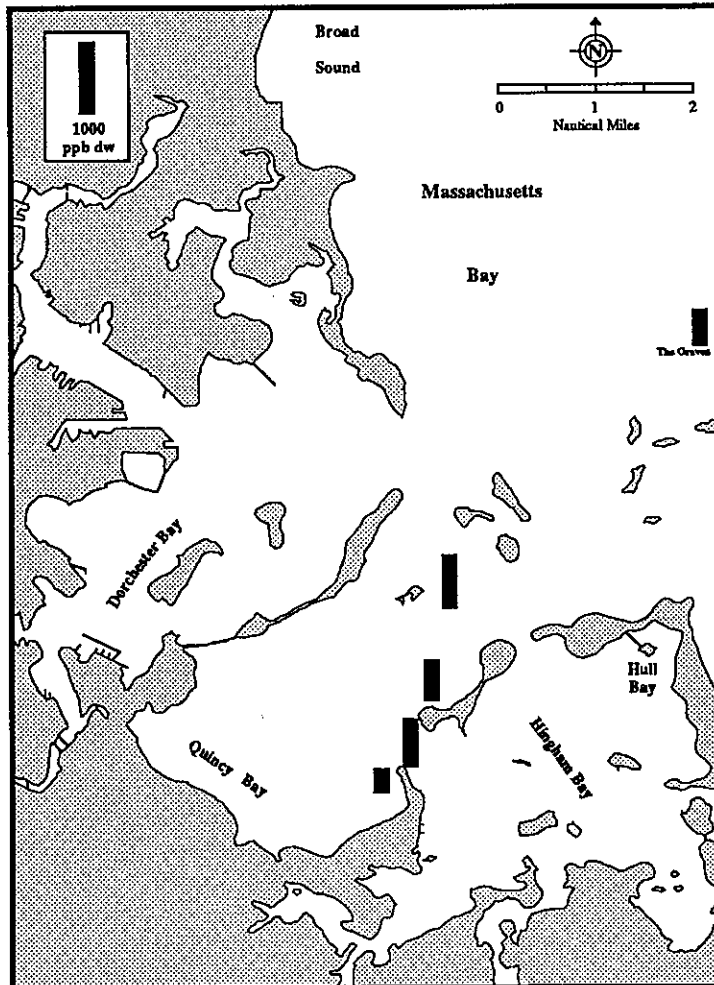 Broad
Sound
N
1000
ppb dw
0 1 2
Nautical Miles
Massachusetts
Bay
The Graves
Dorchester Bay
Hull
Bay
Quincy Bay
Hingham Bay